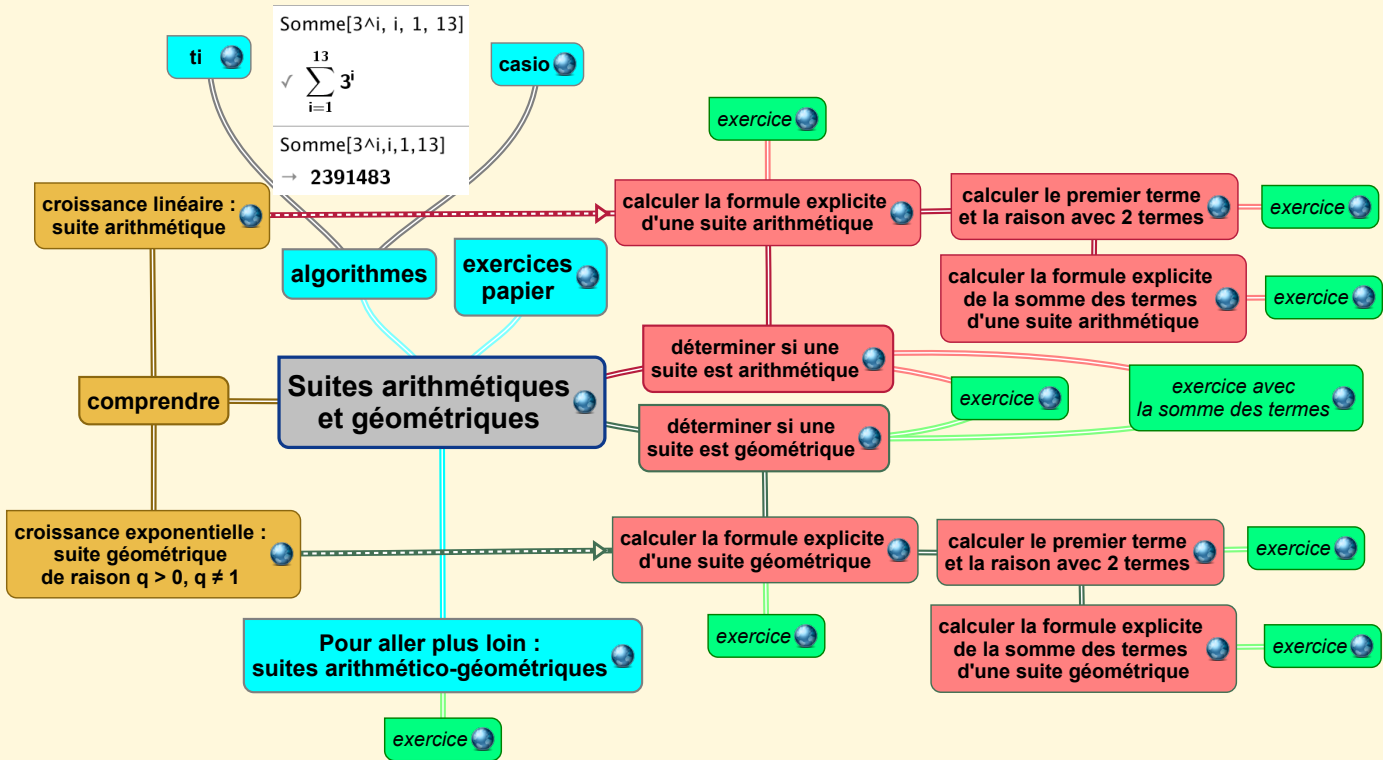 Somme[3^i, i, 1, 13]
13
✓ ∑ 3^i
i=1
Somme[3^i,i,1,13]
→ 2391483
ti
casio
exercice
croissance linéaire :
suite arithmétique
calculer la formule explicite
d'une suite arithmétique
calculer le premier terme
et la raison avec 2 termes
exercice
algorithmes
exercices
papier
calculer la formule explicite
de la somme des termes
d'une suite arithmétique
exercice
déterminer si une
suite est arithmétique
comprendre
Suites arithmétiques
et géométriques
exercice
exercice avec
la somme des termes
déterminer si une
suite est géométrique
croissance exponentielle :
suite géométrique
de raison q > 0, q ≠ 1
calculer la formule explicite
d'une suite géométrique
calculer le premier terme
et la raison avec 2 termes
exercice
exercice
calculer la formule explicite
de la somme des termes
d'une suite géométrique
exercice
Pour aller plus loin :
suites arithmético-géométriques
exercice